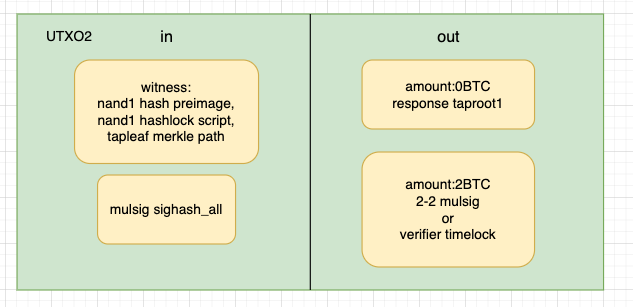 UTXO2
in
out
witness:
nand1 hash preimage,
nand1 hashlock script,
tapleaf merkle path
mulsig sighash_all
amount:0BTC
response taproot1
amount:2BTC
2-2 mulsig
or
verifier timelock